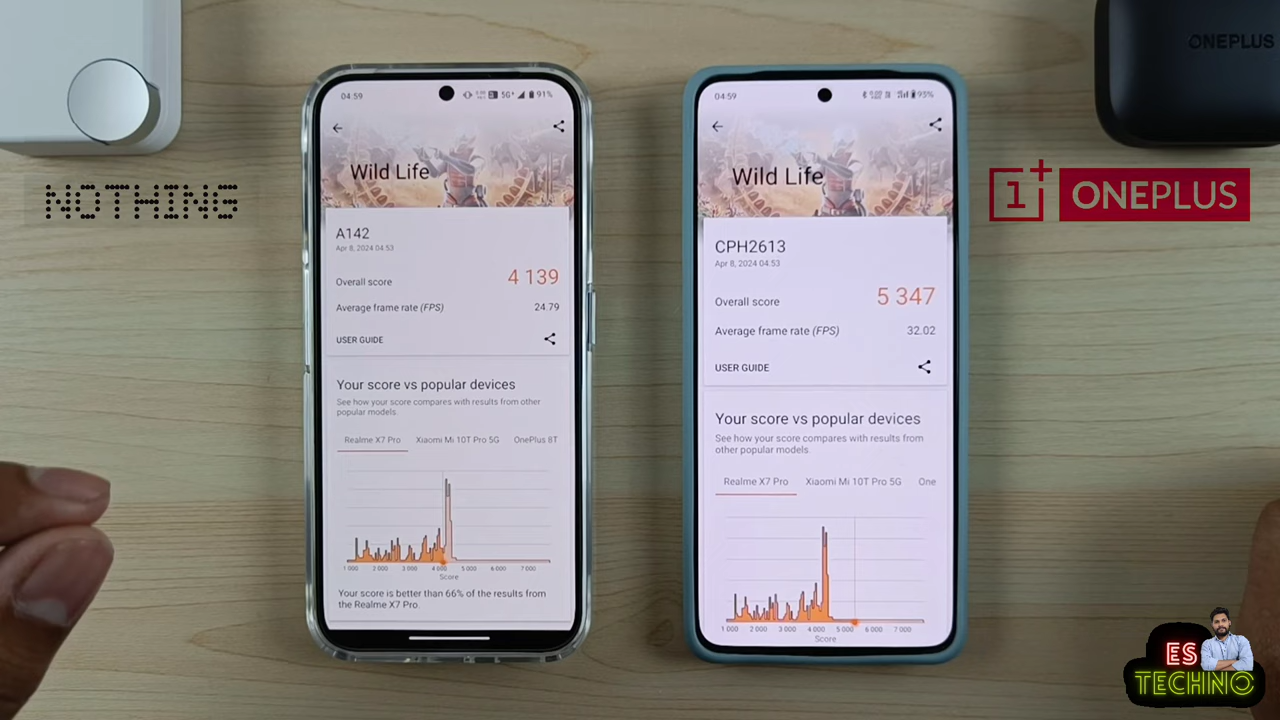 ONEPLUS
NOTHING
1+ ONEPLUS
04:59
5G+
91%
Wild Life
A142
Apr 8, 2024 04:53
Overall score
4 139
Average frame rate (FPS)
24.79
USER GUIDE
Your score vs popular devices
See how your score compares with results from other
popular models.
Realme X7 Pro
Xiaomi Mi 10T Pro 5G
OnePlus 8T
1 000 2 000 3 000 4 000 5 000 6 000 7 000
Score
Your score is better than 66% of the results from
the Realme X7 Pro.
04:59
93%
Wild Life
CPH2613
Apr 8, 2024 04:53
Overall score
5 347
Average frame rate (FPS)
32.02
USER GUIDE
Your score vs popular devices
See how your score compares with results from
other popular models.
Realme X7 Pro
Xiaomi Mi 10T Pro 5G
One
1 000 2 000 3 000 4 000 6 000 7 000
Score
ES
TECHNO